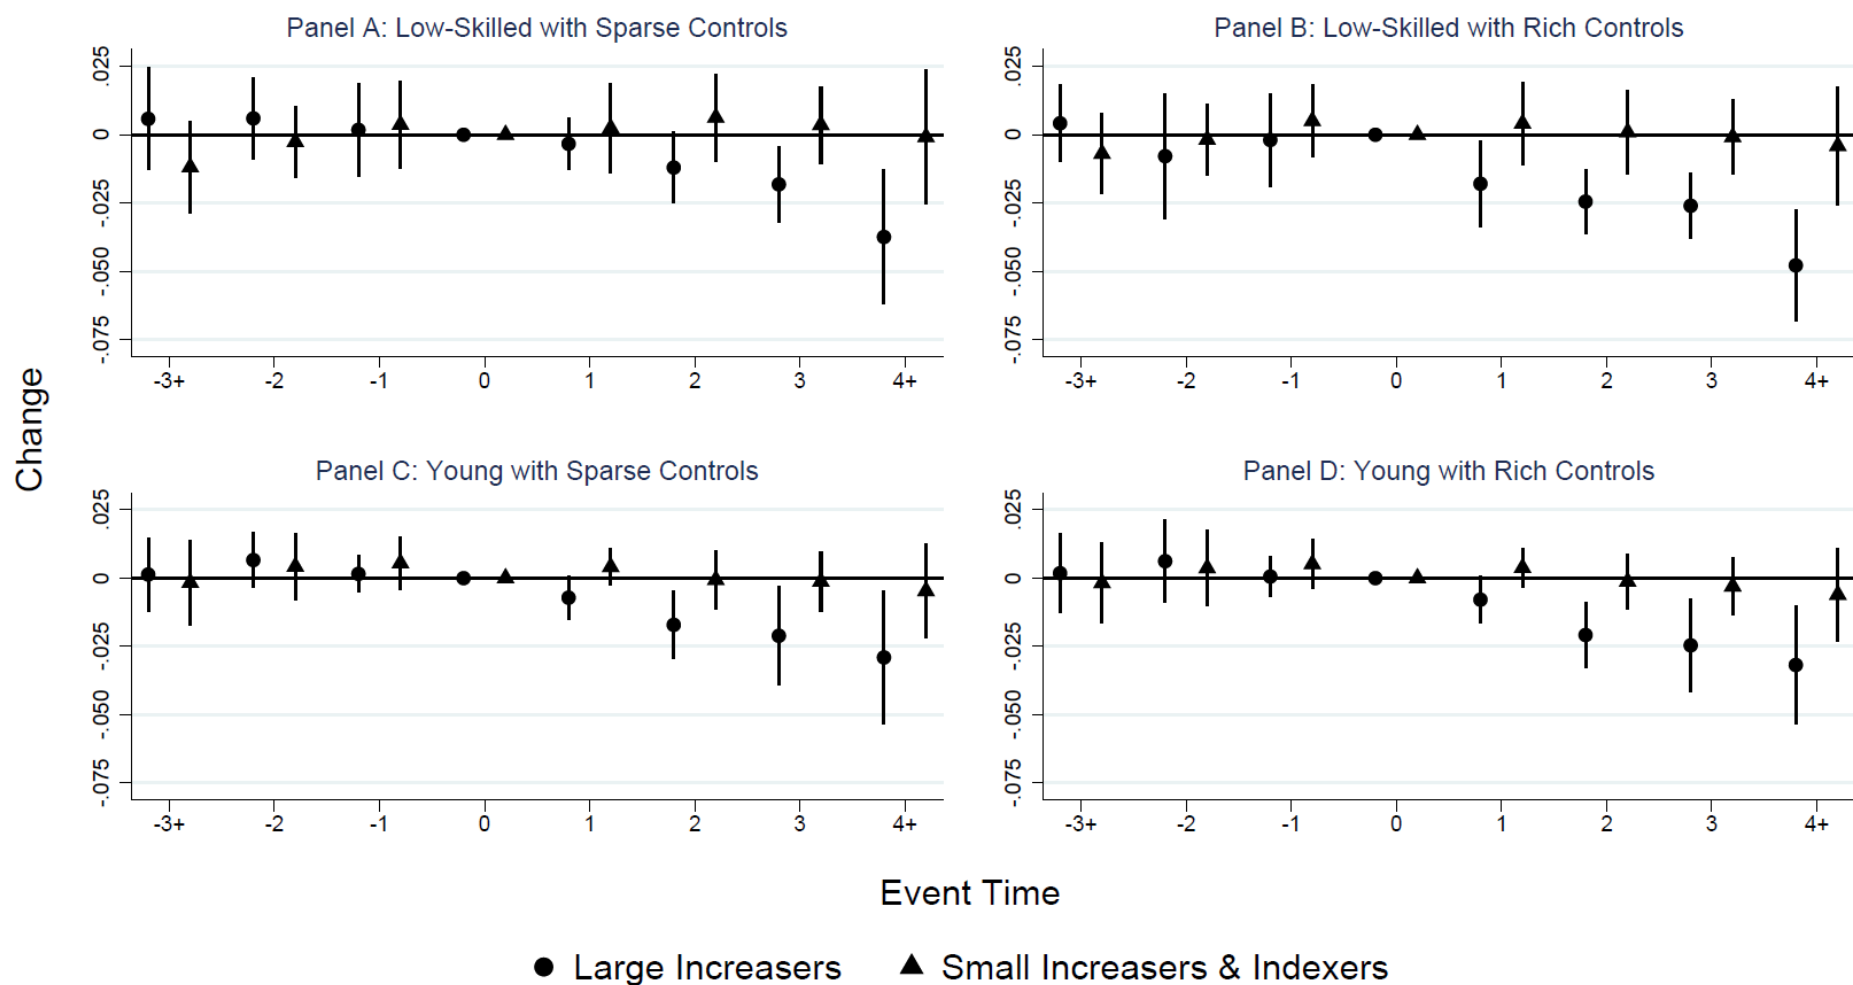 Panel A: Low-Skilled with Sparse Controls
.025
0
-.025
-.050
-.075
-3+ -2 -1 0 1 2 3 4+
Panel B: Low-Skilled with Rich Controls
.025
0
-.025
-.050
-.075
-3+ -2 -1 0 1 2 3 4+
Change
Panel C: Young with Sparse Controls
.025
0
-.025
-.050
-.075
-3+ -2 -1 0 1 2 3 4+
Panel D: Young with Rich Controls
.025
0
-.025
-.050
-.075
-3+ -2 -1 0 1 2 3 4+
Event Time
Large Increasers Small Increasers & Indexers